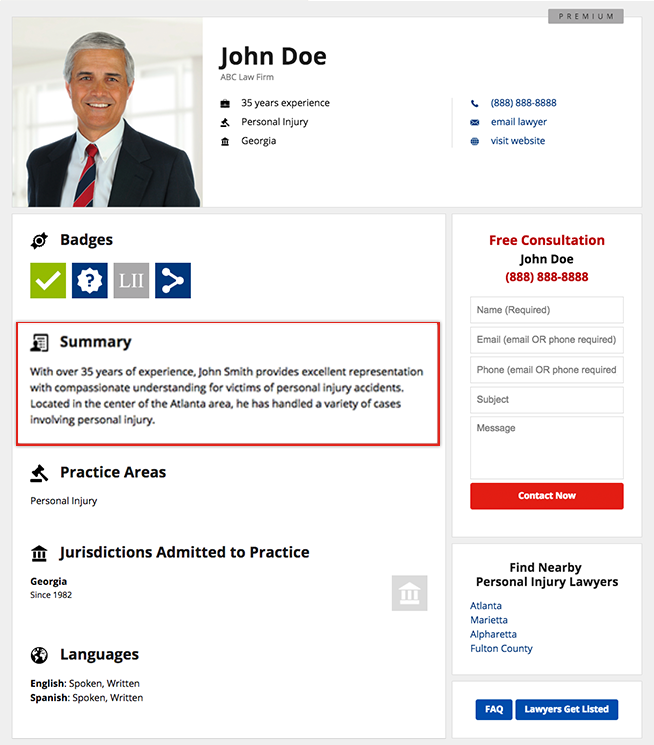 PREMIUM
John Doe
ABC Law Firm
35 years experience
Personal Injury
Georgia
(888) 888-8888
email lawyer
visit website
Badges
? LII
Summary
With over 35 years of experience, John Smith provides excellent representation
with compassionate understanding for victims of personal injury accidents.
Located in the center of the Atlanta area, he has handled a variety of cases
involving personal injury.
Practice Areas
Personal Injury
Jurisdictions Admitted to Practice
Georgia
Since 1982
Languages
English: Spoken, Written
Spanish: Spoken, Written
Free Consultation
John Doe
(888) 888-8888
Name (Required)
Email (email OR phone required)
Phone (email OR phone required
Subject
Message
Contact Now
Find Nearby
Personal Injury Lawyers
Atlanta
Marietta
Alpharetta
Fulton County
FAQ
Lawyers Get Listed